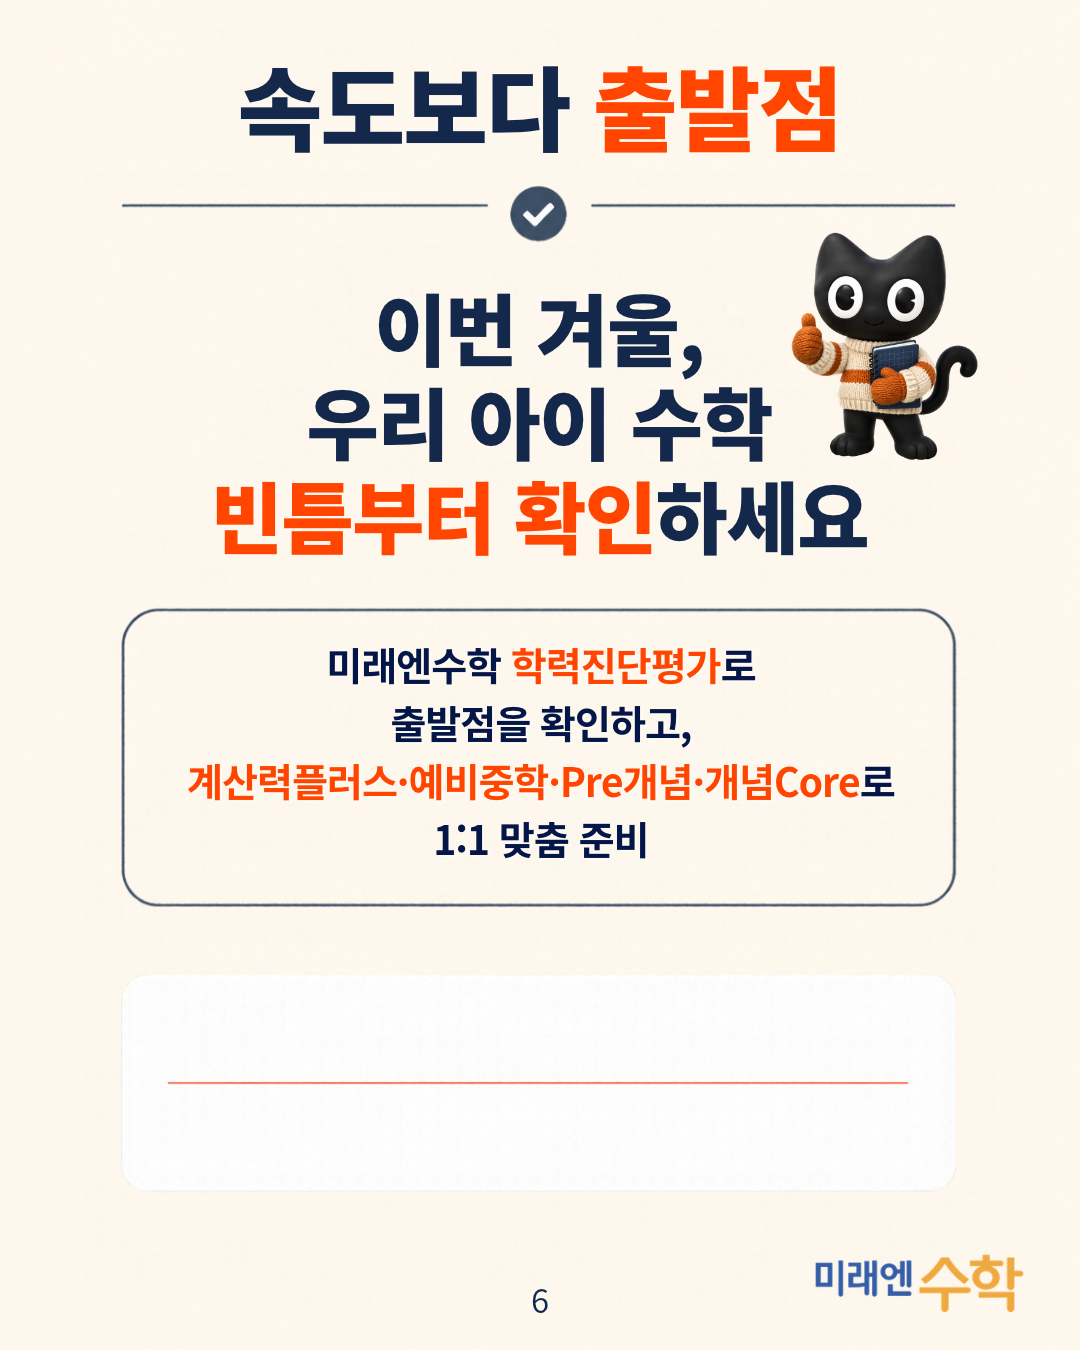 속도보다 출발점
이번 겨울,
우리 아이 수학
빈틈부터 확인하세요
미래엔수학 학력진단평가로
출발점을 확인하고,
계산력플러스·예비중학·Pre개념·개념Core로
1:1 맞춤 준비
6
미래엔수학